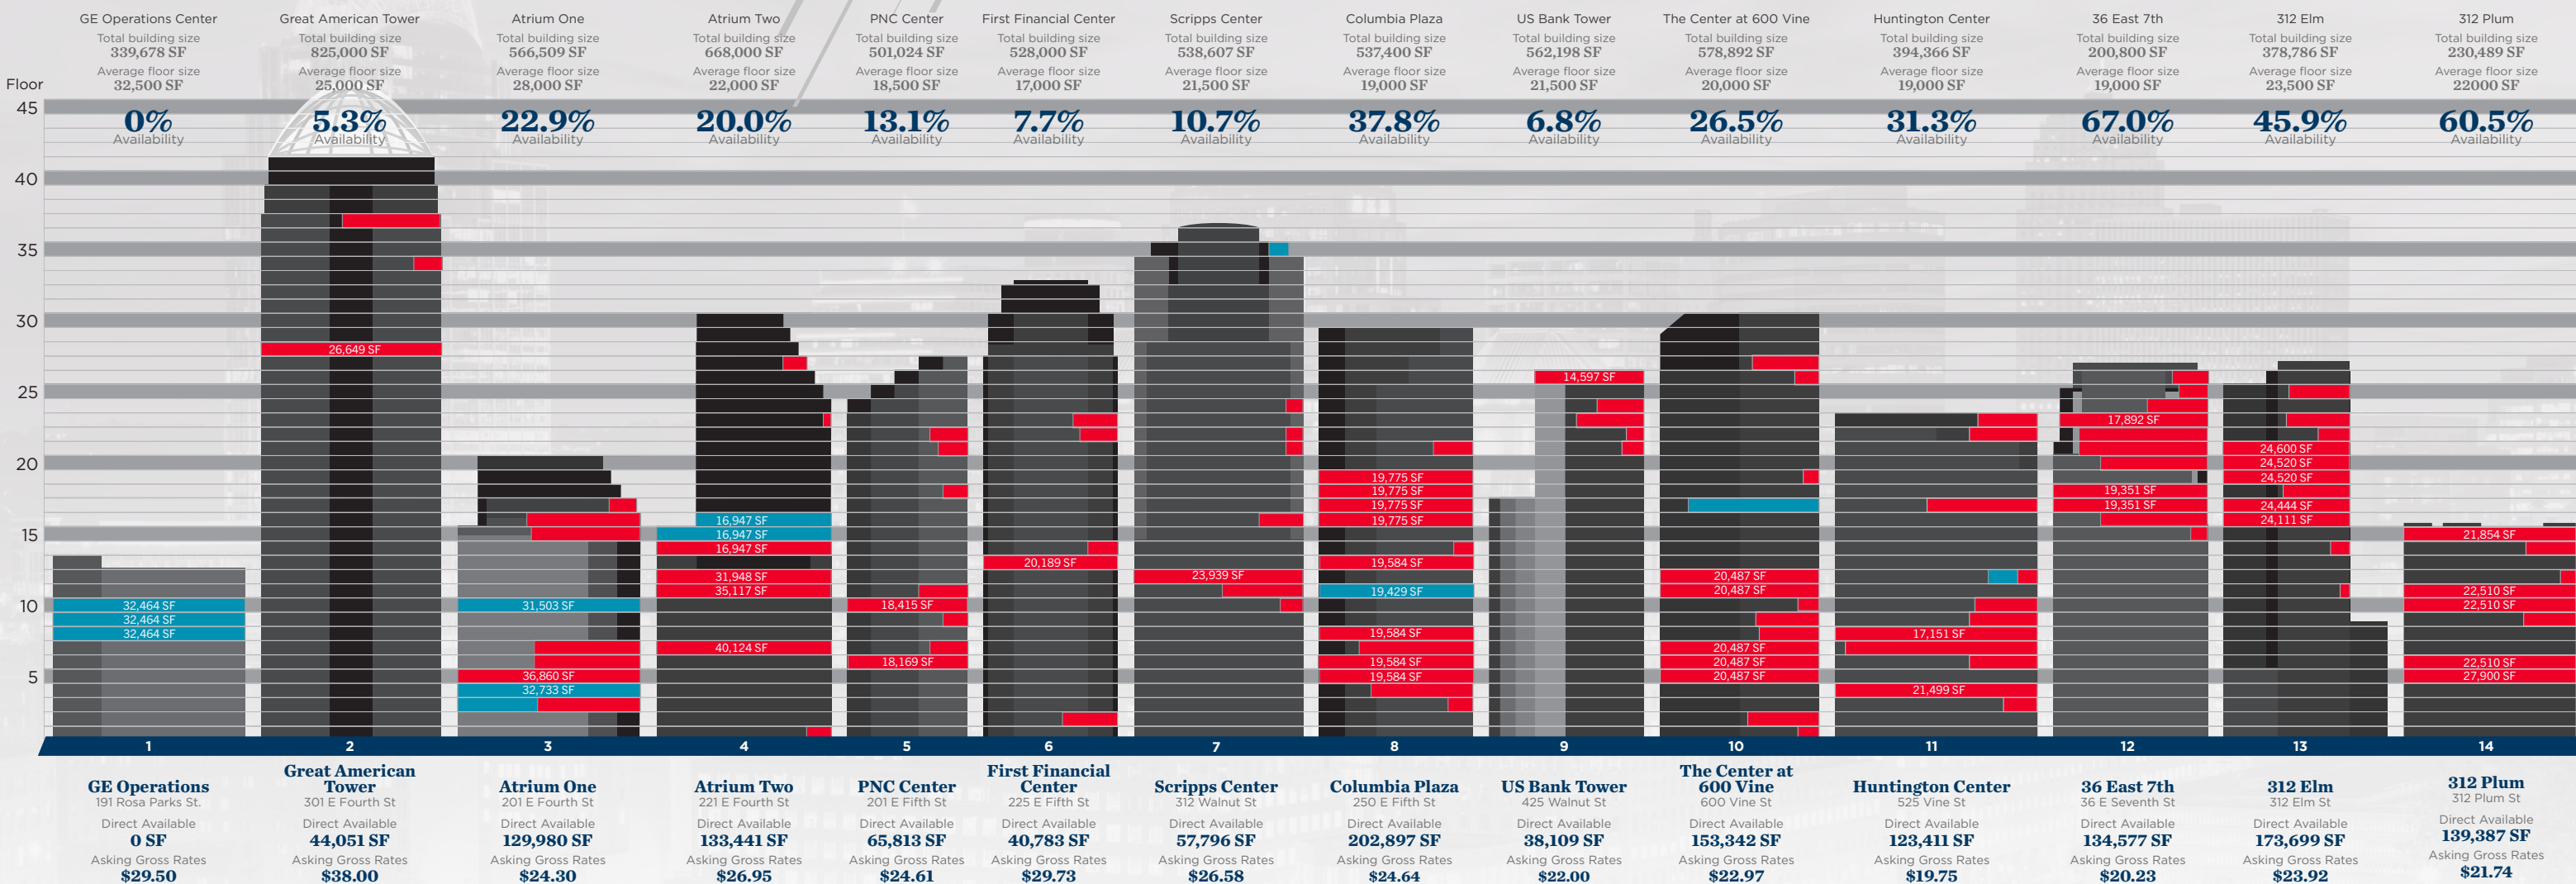 GE Operations Center
Total building size
339,678 SF
Average floor size
32,500 SF
0%
Availability
Great American Tower
Total building size
825,000 SF
Average floor size
25,000 SF
5.3%
Availability
Atrium One
Total building size
566,509 SF
Average floor size
28,000 SF
22.9%
Availability
Atrium Two
Total building size
668,000 SF
Average floor size
22,000 SF
20.0%
Availability
PNC Center
Total building size
501,024 SF
Average floor size
18,500 SF
13.1%
Availability
First Financial Center
Total building size
528,000 SF
Average floor size
17,000 SF
7.7%
Availability
Scripps Center
Total building size
538,607 SF
Average floor size
21,500 SF
10.7%
Availability
Columbia Plaza
Total building size
537,400 SF
Average floor size
19,000 SF
37.8%
Availability
US Bank Tower
Total building size
562,198 SF
Average floor size
21,500 SF
6.8%
Availability
The Center at 600 Vine
Total building size
578,892 SF
Average floor size
20,000 SF
26.5%
Availability
Huntington Center
Total building size
394,366 SF
Average floor size
19,000 SF
31.3%
Availability
36 East 7th
Total building size
200,800 SF
Average floor size
19,000 SF
67.0%
Availability
312 Elm
Total building size
378,786 SF
Average floor size
23,500 SF
45.9%
Availability
312 Plum
Total building size
230,489 SF
Average floor size
22000 SF
60.5%
Availability
Floor
45
40
35
30
25
20
15
10
5
32,464 SF
32,464 SF
32,464 SF
26,649 SF
31,503 SF
36,860 SF
32,733 SF
16,947 SF
16,947 SF
16,947 SF
31,948 SF
35,117 SF
40,124 SF
18,415 SF
18,169 SF
20,189 SF
23,939 SF
19,775 SF
19,775 SF
19,775 SF
19,775 SF
19,584 SF
19,429 SF
19,584 SF
19,584 SF
19,584 SF
14,597 SF
20,487 SF
20,487 SF
20,487 SF
20,487 SF
20,487 SF
17,151 SF
21,499 SF
17,892 SF
19,351 SF
19,351 SF
24,600 SF
24,520 SF
24,520 SF
24,444 SF
24,111 SF
21,854 SF
22,510 SF
22,510 SF
22,510 SF
27,900 SF
1
2
3
4
5
6
7
8
9
10
11
12
13
14
GE Operations
191 Rosa Parks St.
Direct Available
0 SF
Asking Gross Rates
$29.50
Great American
Tower
301 E Fourth St
Direct Available
44,051 SF
Asking Gross Rates
$38.00
Atrium One
201 E Fourth St
Direct Available
129,980 SF
Asking Gross Rates
$24.30
Atrium Two
221 E Fourth St
Direct Available
133,441 SF
Asking Gross Rates
$26.95
PNC Center
201 E Fifth St
Direct Available
65,813 SF
Asking Gross Rates
$24.61
First Financial
Center
225 E Fifth St
Direct Available
40,783 SF
Asking Gross Rates
$29.73
Scripps Center
312 Walnut St
Direct Available
57,796 SF
Asking Gross Rates
$26.58
Columbia Plaza
250 E Fifth St
Direct Available
202,897 SF
Asking Gross Rates
$24.64
US Bank Tower
425 Walnut St
Direct Available
38,109 SF
Asking Gross Rates
$22.00
The Center at
600 Vine
600 Vine St
Direct Available
153,342 SF
Asking Gross Rates
$22.97
Huntington Center
525 Vine St
Direct Available
123,411 SF
Asking Gross Rates
$19.75
36 East 7th
36 E Seventh St
Direct Available
134,577 SF
Asking Gross Rates
$20.23
312 Elm
312 Elm St
Direct Available
173,699 SF
Asking Gross Rates
$23.92
312 Plum
312 Plum St
Direct Available
139,387 SF
Asking Gross Rates
$21.74